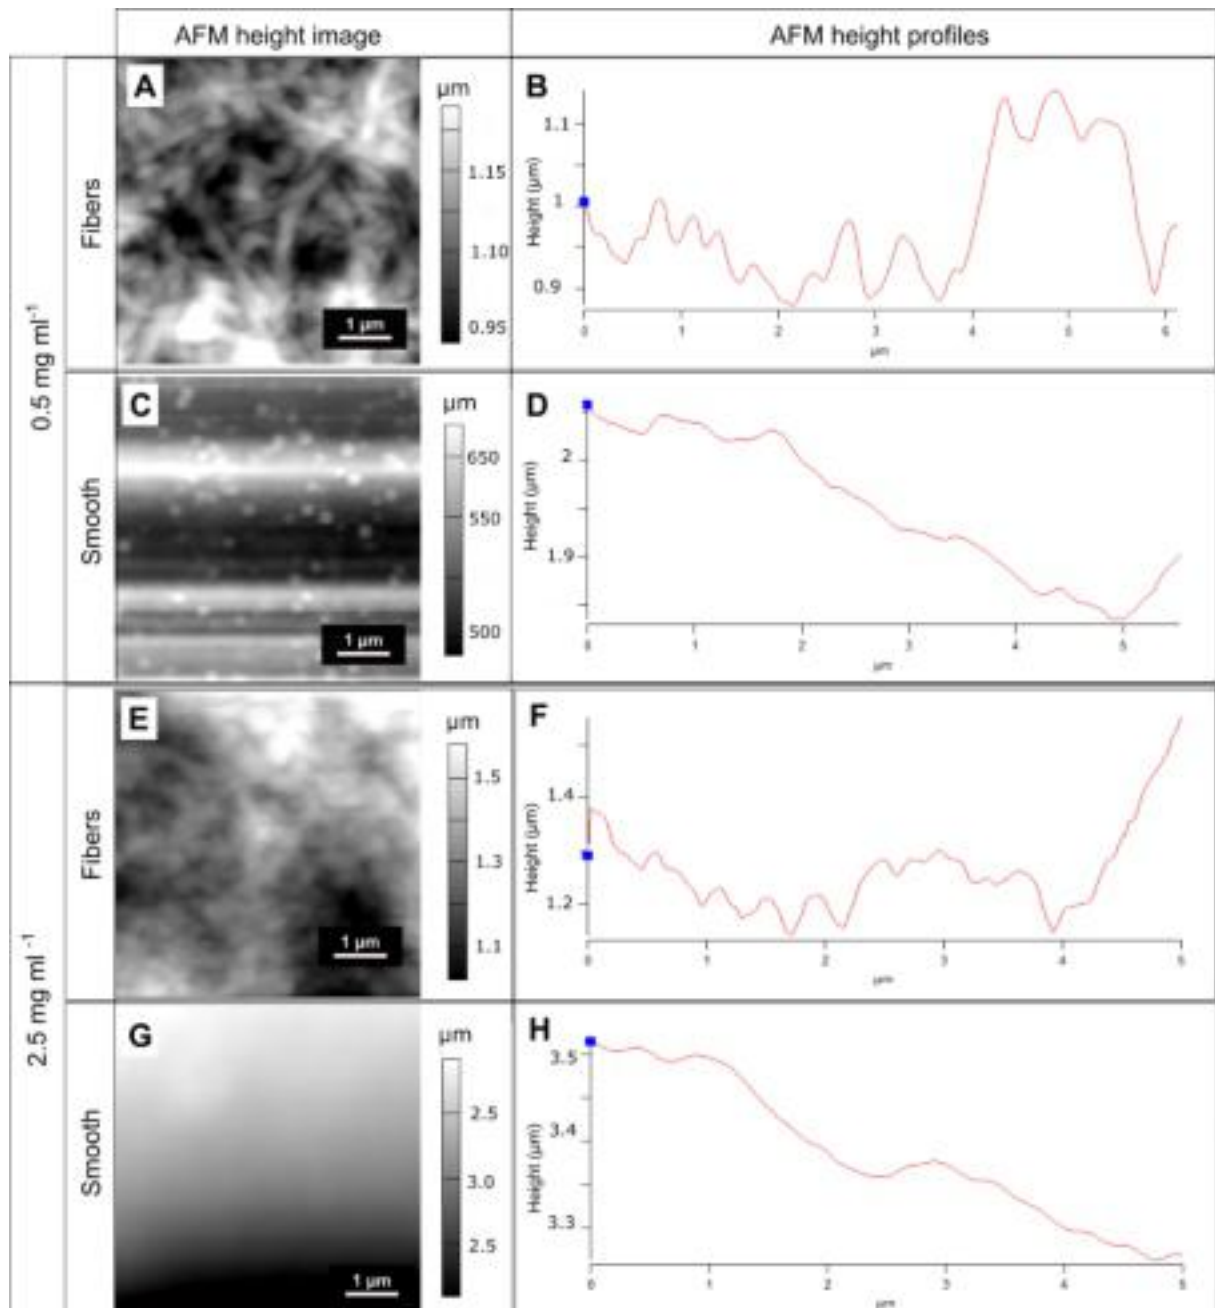 AFM height image AFM height profiles
0.5 mg ml-1
Fibers
A
µm
1.15
1.10
0.95
1 µm
B
Height (µm)
1.1
1
0.9
0 1 2 3 4 5 6
µm
Smooth
C
µm
650
550
500
1 µm
D
Height (µm)
2
1.9
0 1 2 3 4 5
µm
2.5 mg ml -1
Fibers
E
µm
1.5
1.3
1.1
1 µm
F
Height (µm)
1.4
1.2
0 1 2 3 4 5
µm
Smooth
G
µm
2.5
3.0
2.5
1 µm
H
Height (µm)
3.5
3.4
3.3
0 1 2 3 4 5
µm